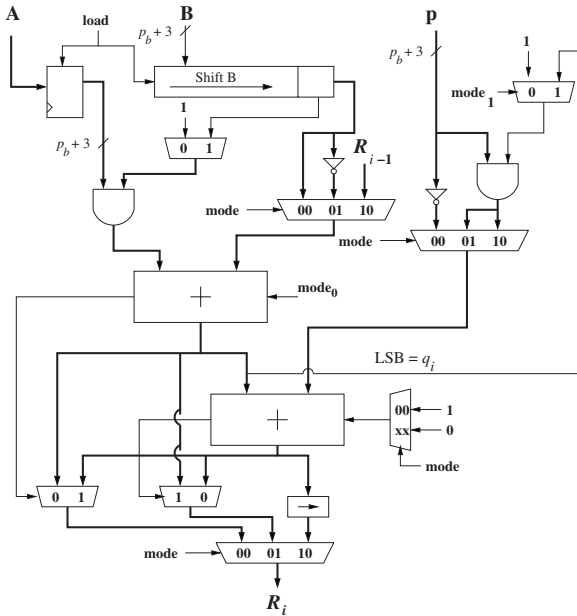 A load B p
p_b + 3 p_b + 3 1
Shift B mode_1 0 1
1
p_b + 3 0 1 R_{i-1}
mode 00 01 10
mode 00 01 10
+ mode_0
LSB = q_i
+ 00 1
xx 0
mode
0 1 1 0
mode 00 01 10
R_i